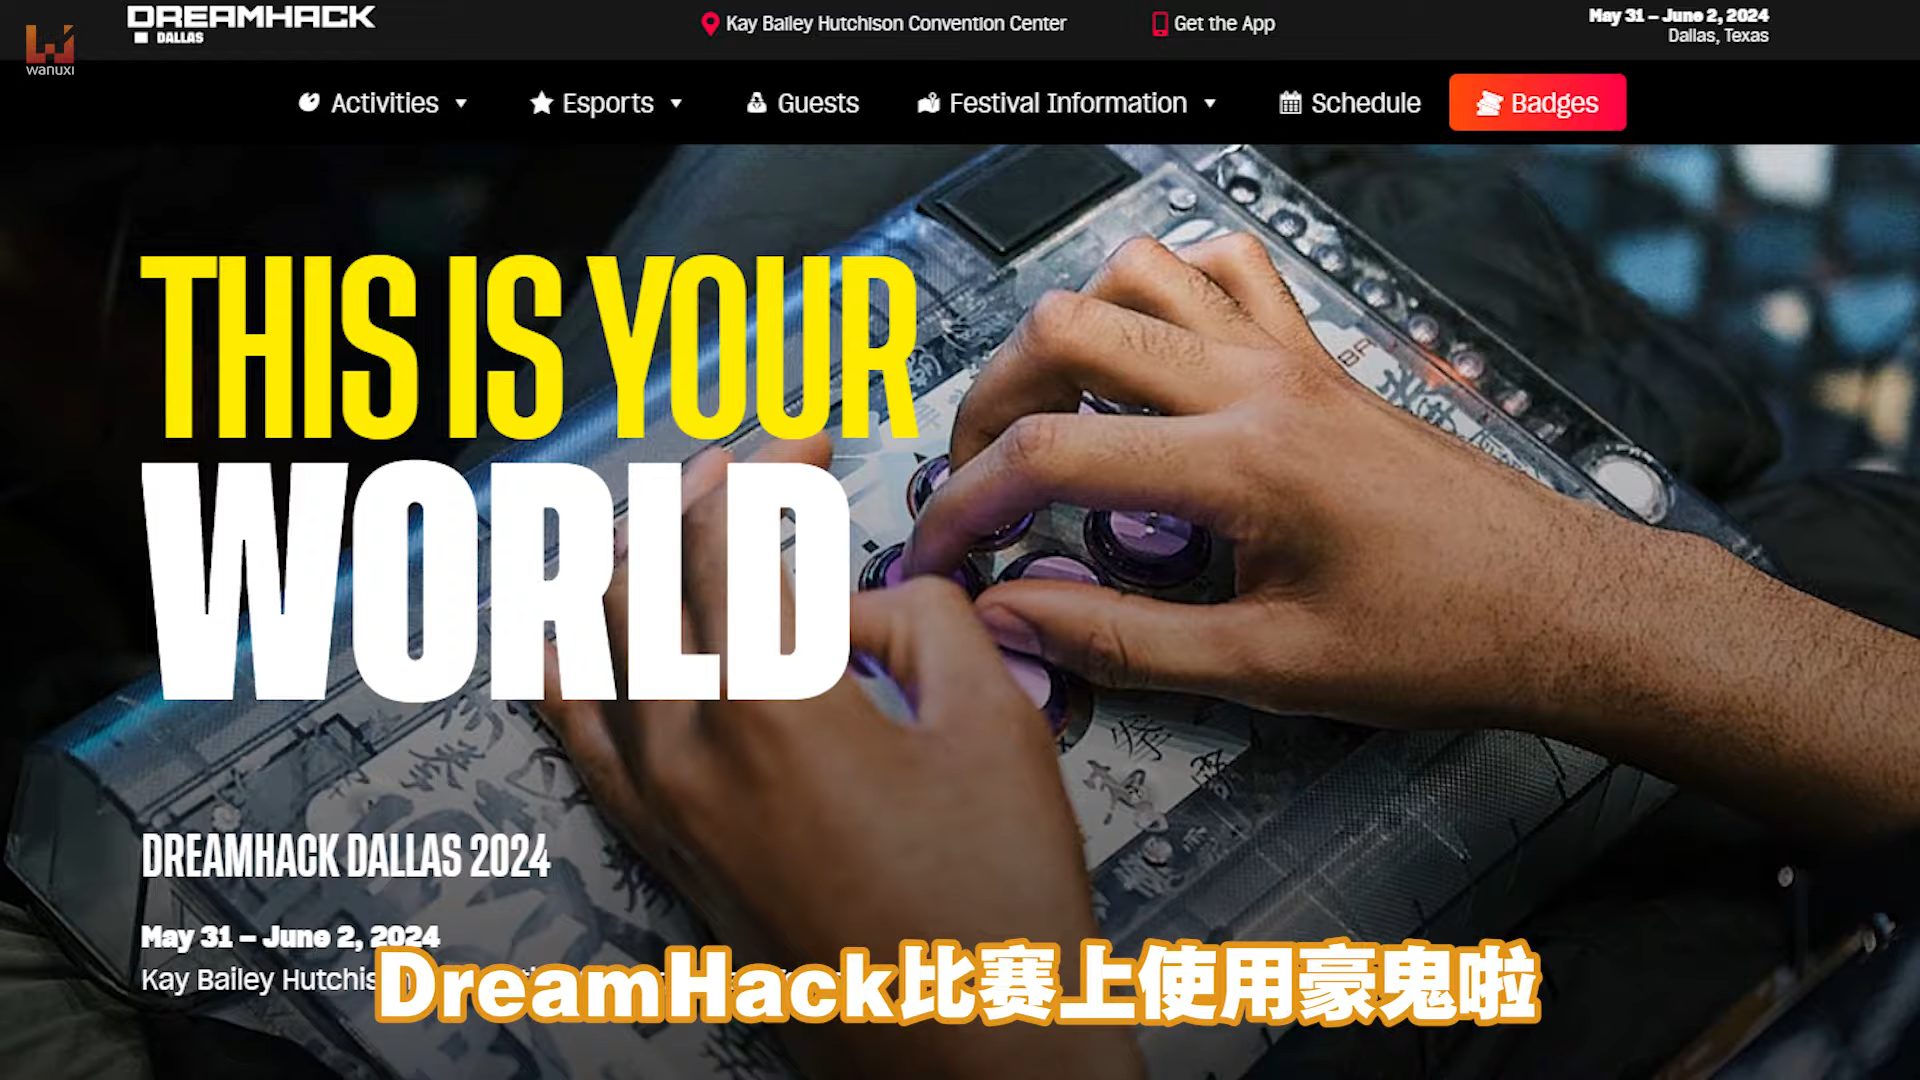 DREAMHACK
DALLAS
Kay Bailey Hutchison Convention Center
Get the App
May 31 – June 2, 2024
Dallas, Texas
wanuxi
Activities
Esports
Guests
Festival Information
Schedule
Badges
THIS IS YOUR
WORLD
DREAMHACK DALLAS 2024
May 31 – June 2, 2024
Kay Bailey
DreamHack比赛上使用豪鬼啦